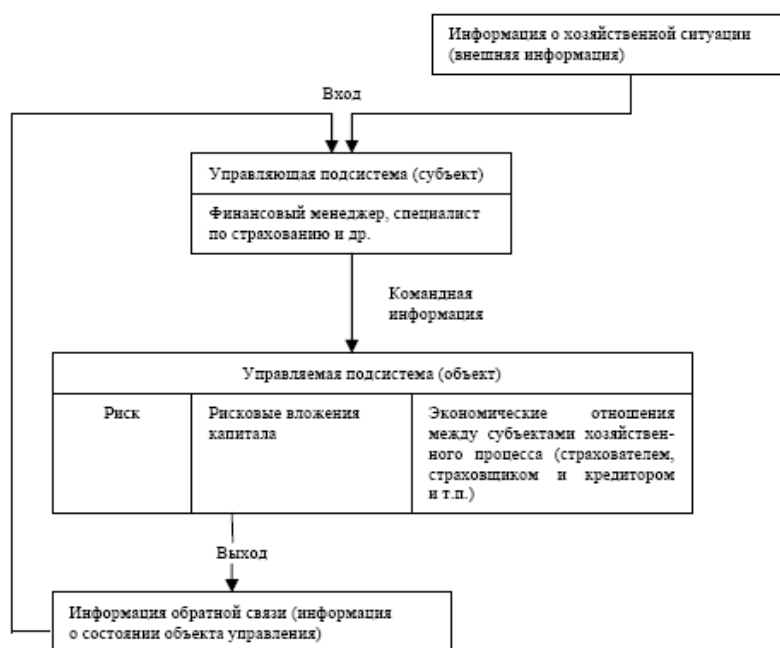 Информация о хозяйственной ситуации
(внешняя информация)
Вход
Управляющая подсистема (субъект)
Финансовый менеджер, специалист
по страхованию и др.
Командная
информация
Управляемая подсистема (объект)
Риск
Рисковые вложения
капитала
Экономические отношения
между субъектами хозяйствен-
ного процесса (страхователем,
страховщиком и кредитором
и т.п.)
Выход
Информация обратной связи (информация
о состоянии объекта управления)